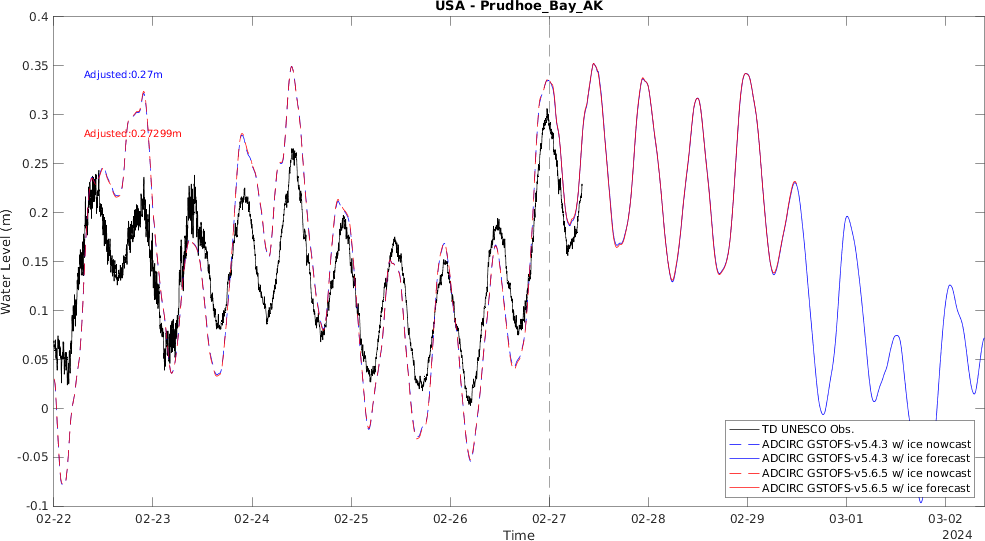 USA - Prudhoe_Bay_AK
0.4
0.35
0.3
0.25
0.2
0.15
0.1
0.05
0
-0.05
-0.1
Water Level (m)
Adjusted:0.27m
Adjusted:0.27299m
TD UNESCO Obs.
ADCIRC GSTOFS-v5.4.3 w/ ice nowcast
ADCIRC GSTOFS-v5.4.3 w/ ice forecast
ADCIRC GSTOFS-v5.6.5 w/ ice nowcast
ADCIRC GSTOFS-v5.6.5 w/ ice forecast
02-22 02-23 02-24 02-25 02-26 02-27 02-28 02-29 03-01 03-02
Time
2024